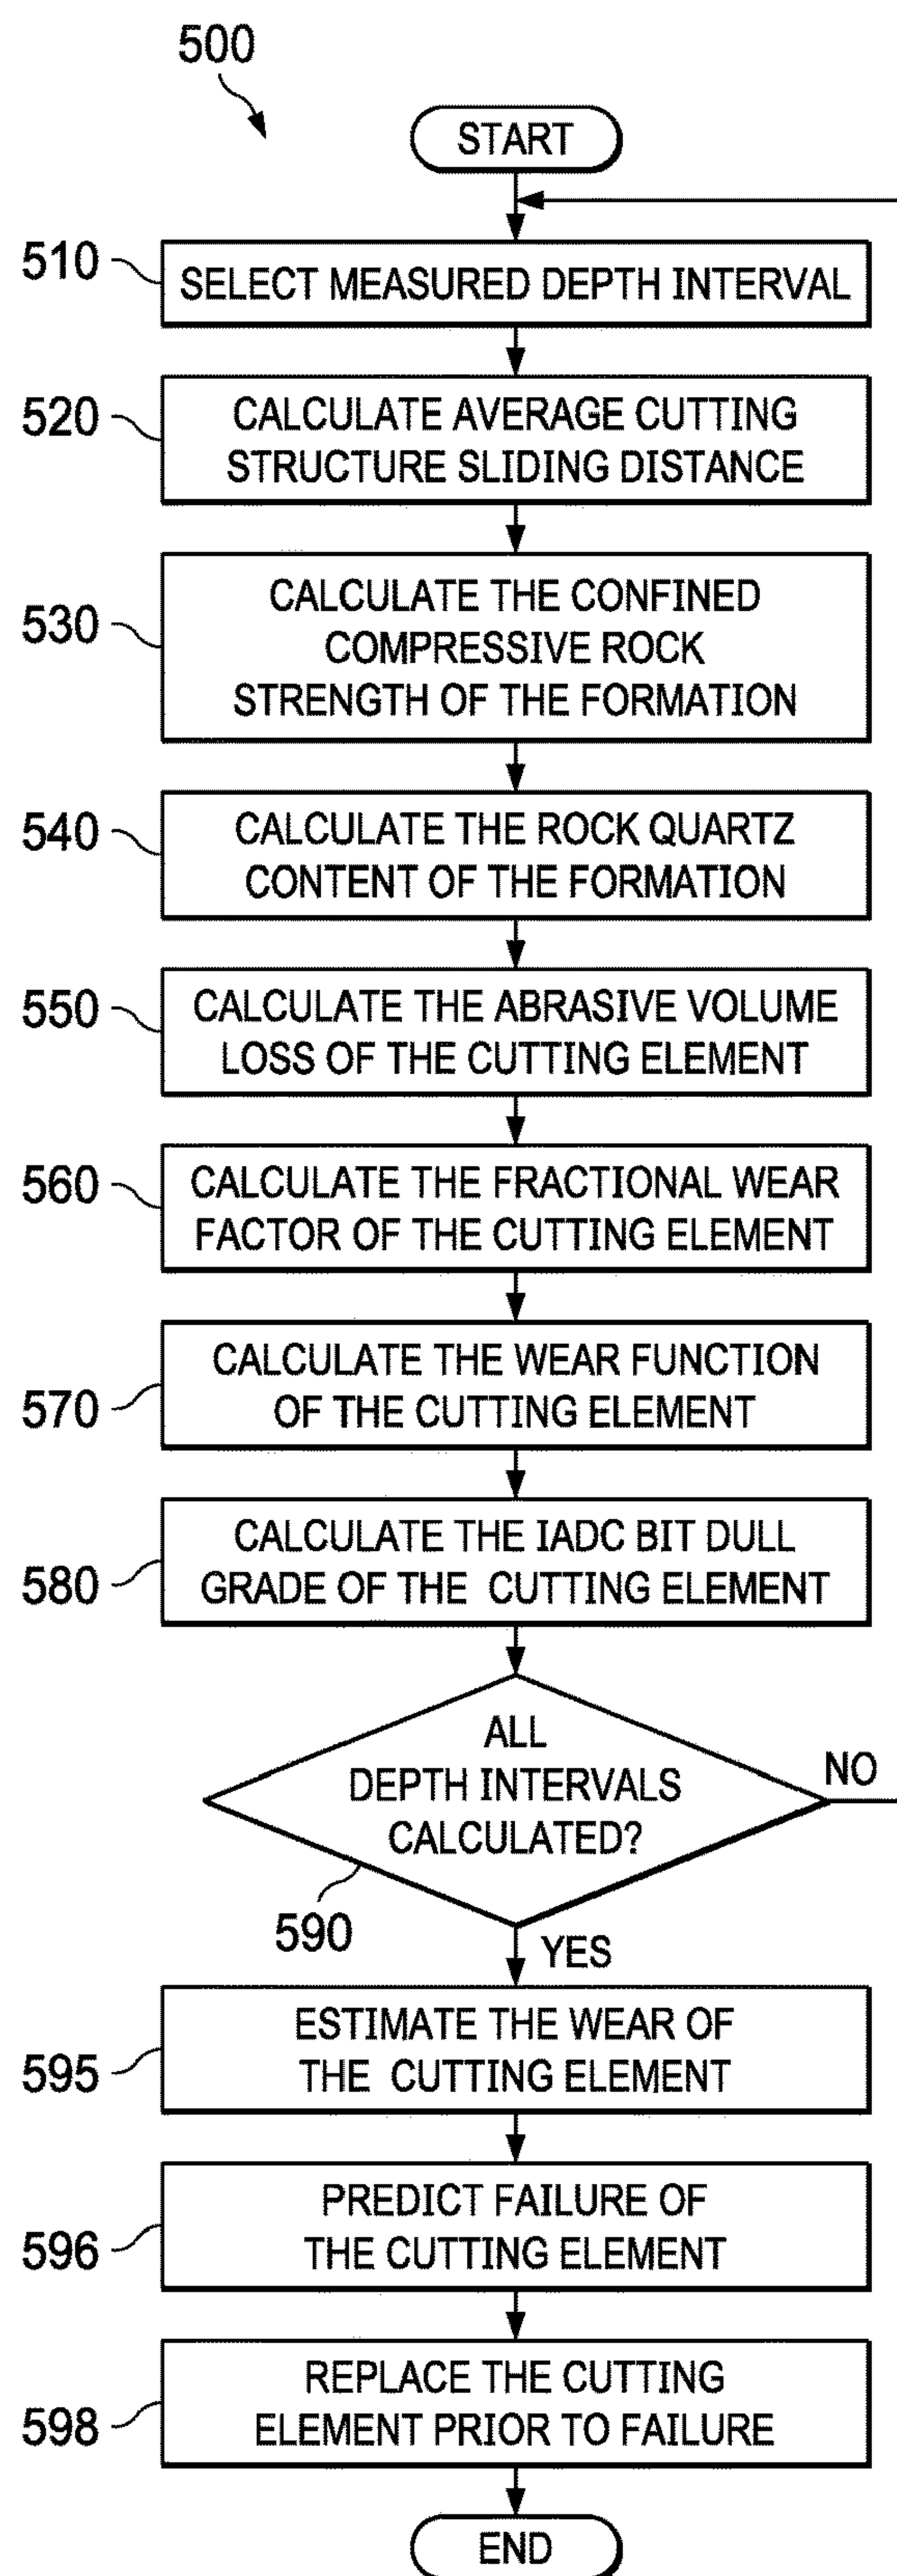 500
START
510
SELECT MEASURED DEPTH INTERVAL
520
CALCULATE AVERAGE CUTTING
STRUCTURE SLIDING DISTANCE
530
CALCULATE THE CONFINED
COMPRESSIVE ROCK
STRENGTH OF THE FORMATION
540
CALCULATE THE ROCK QUARTZ
CONTENT OF THE FORMATION
550
CALCULATE THE ABRASIVE VOLUME
LOSS OF THE CUTTING ELEMENT
560
CALCULATE THE FRACTIONAL WEAR
FACTOR OF THE CUTTING ELEMENT
570
CALCULATE THE WEAR FUNCTION
OF THE CUTTING ELEMENT
580
CALCULATE THE IADC BIT DULL
GRADE OF THE CUTTING ELEMENT
ALL
DEPTH INTERVALS
CALCULATED?
NO
590
YES
595
ESTIMATE THE WEAR OF
THE CUTTING ELEMENT
596
PREDICT FAILURE OF
THE CUTTING ELEMENT
598
REPLACE THE CUTTING
ELEMENT PRIOR TO FAILURE
END